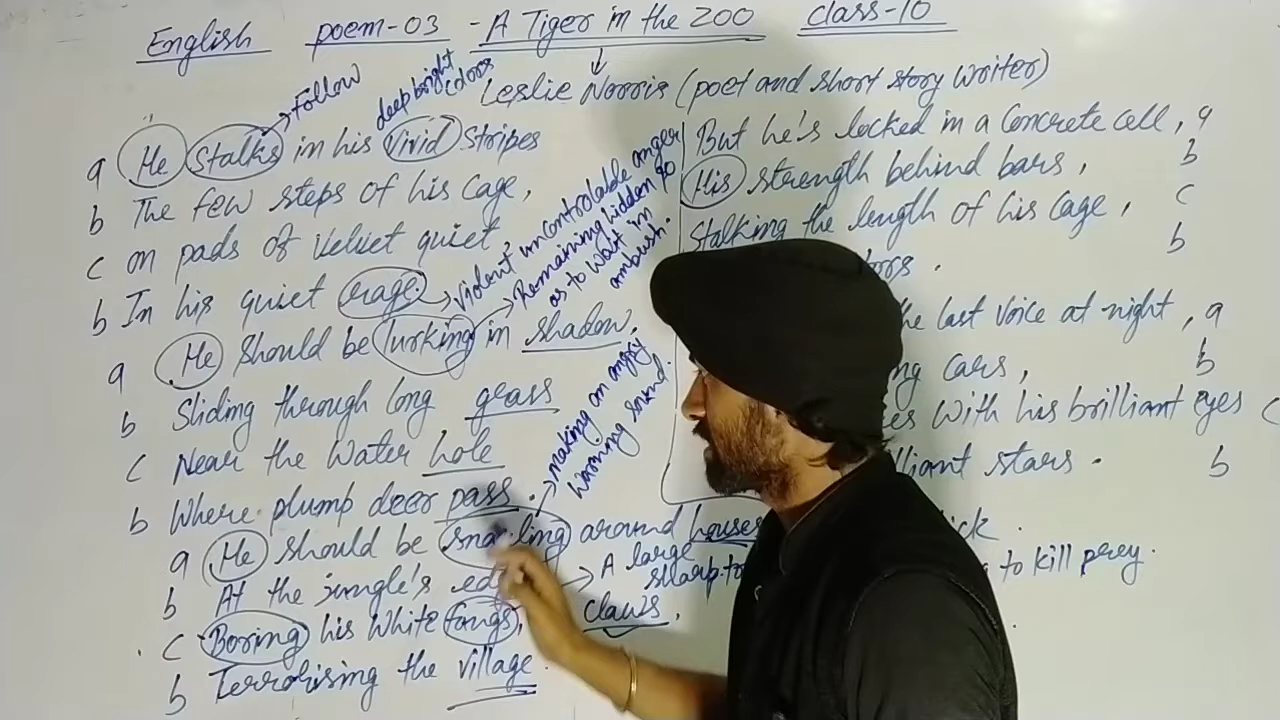 English poem-03 - A Tiger in the Zoo class-10
Leslie Norris (poet and short story writer)
Follow
deep bright colors
a He Stalks in his Vivid Stripes
b The few steps of his Cage,
c on pads of Velvet quiet,
b In his quiet rage.
Violent uncontrolable anger
Remaining hidden so
as to wait in
ambush.
a He should be lurking in shadow,
b Sliding through long grass
c Near the Water hole
b Where plump deer pass.
making an angry
warning sound.
a He should be snarling around houses
b At the jungle's
c Boring his white fangs, claws,
A large
sharp
b Terrorising the village.
But he's locked in a Concrete cell, a
His strength behind bars, b
Stalking the length of his cage, c
b
last voice at night, a
cars, b
with his brilliant eyes c
stars. b
to kill prey.